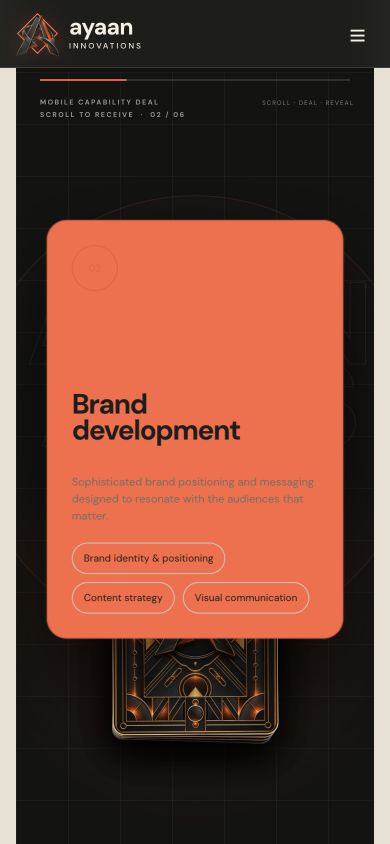 ayaan
INNOVATIONS
MOBILE CAPABILITY DEAL
SCROLL TO RECEIVE · 02 / 06
SCROLL · DEAL · REVEAL
02
Brand
development
Sophisticated brand positioning and messaging
designed to resonate with the audiences that
matter.
Brand identity & positioning
Content strategy
Visual communication